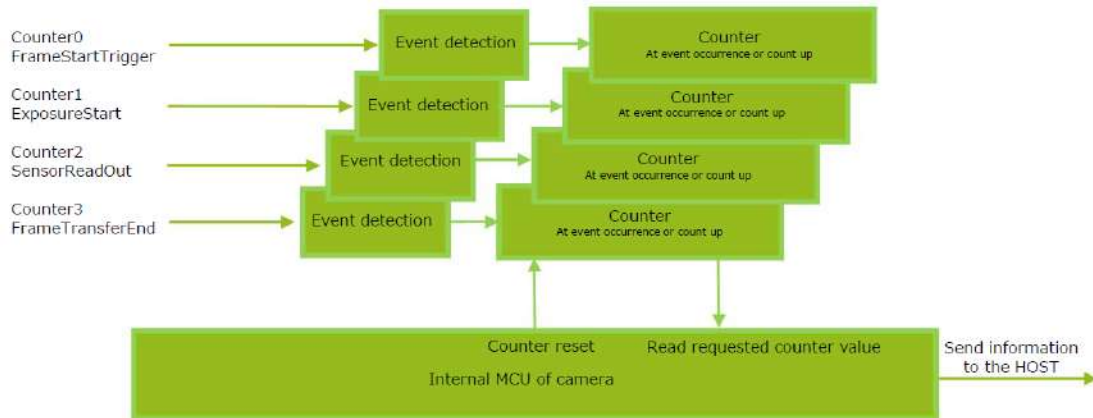 Counter0
FrameStartTrigger
Event detection
Counter
At event occurrence or count up
Counter1
ExposureStart
Event detection
Counter
At event occurrence or count up
Counter2
SensorReadOut
Event detection
Counter
At event occurrence or count up
Counter3
FrameTransferEnd
Event detection
Counter
At event occurrence or count up
Counter reset
Read requested counter value
Internal MCU of camera
Send information
to the HOST